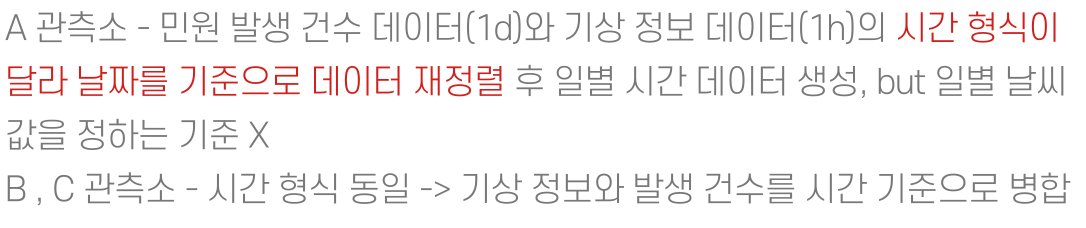 A 관측소 - 민원 발생 건수 데이터(1d)와 기상 정보 데이터(1h)의 시간 형식이
달라 날짜를 기준으로 데이터 재정렬 후 일별 시간 데이터 생성, but 일별 날씨
값을 정하는 기준 X
B , C 관측소 - 시간 형식 동일 -> 기상 정보와 발생 건수를 시간 기준으로 병합